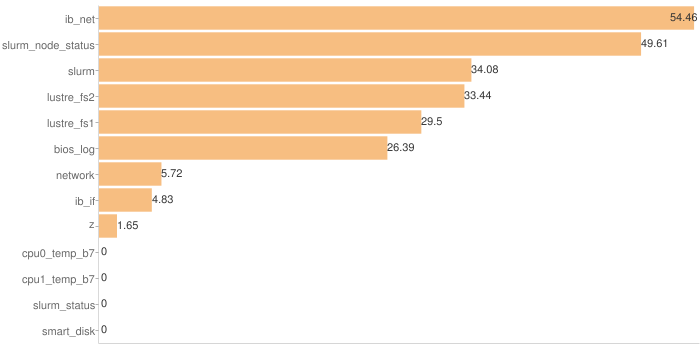 ib_net 54.46
slurm_node_status 49.61
slurm 34.08
lustre_fs2 33.44
lustre_fs1 29.5
bios_log 26.39
network 5.72
ib_if 4.83
z 1.65
cpu0_temp_b7 0
cpu1_temp_b7 0
slurm_status 0
smart_disk 0